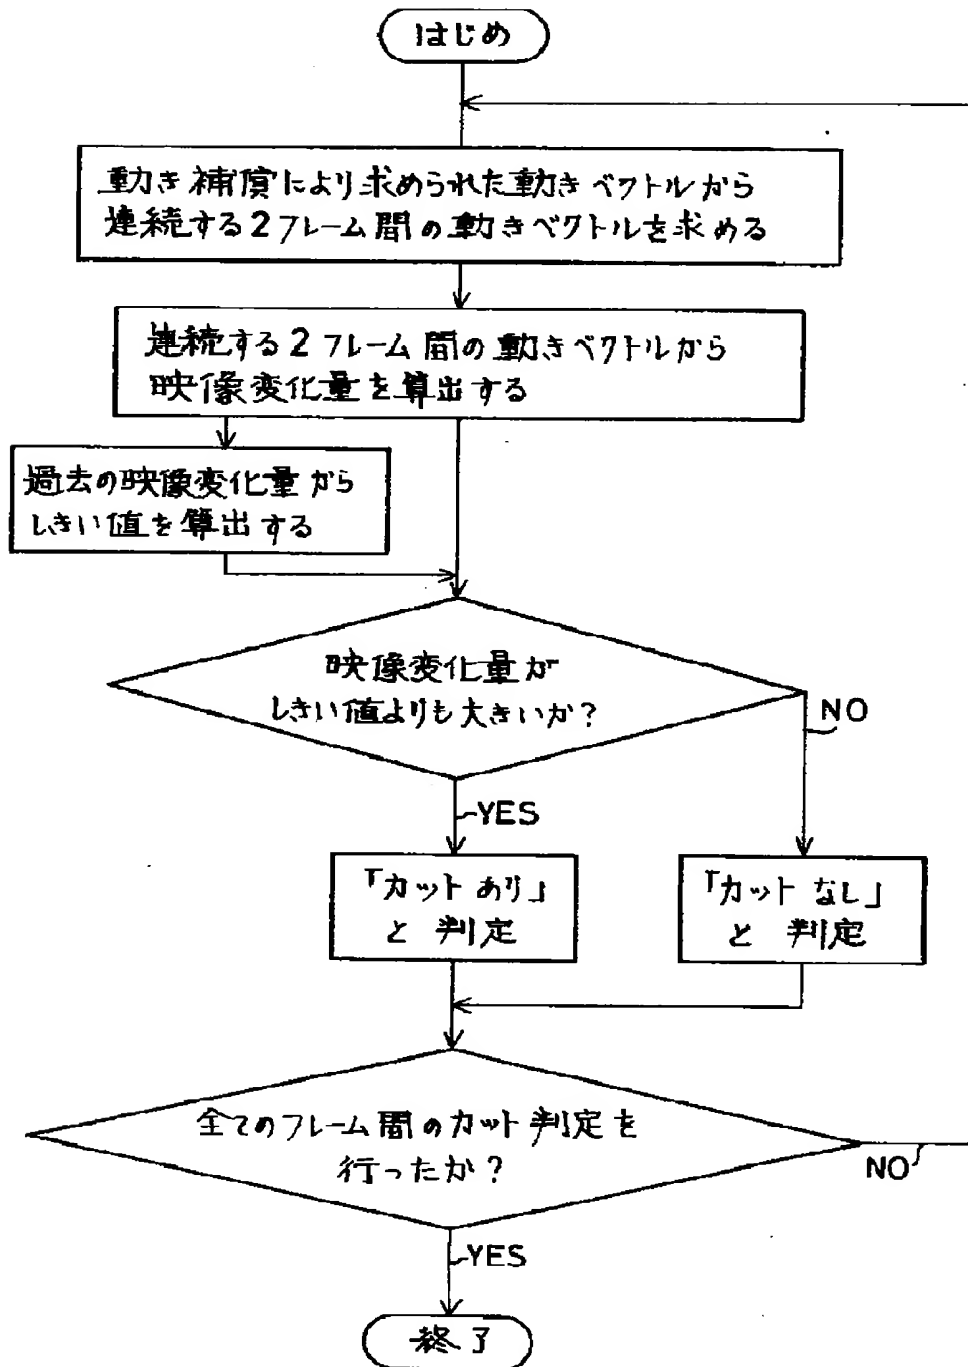 はじめ
動き補償により求められた動きベクトルから
連続する2フレーム間の動きベクトルを求める
連続する2フレーム間の動きベクトルから
映像変化量を算出する
過去の映像変化量から
しきい値を算出する
映像変化量が
しきい値よりも大きいか?
NO
YES
「カットあり」
と判定
「カットなし」
と判定
全てのフレーム間のカット判定を
行ったか?
NO
YES
終了